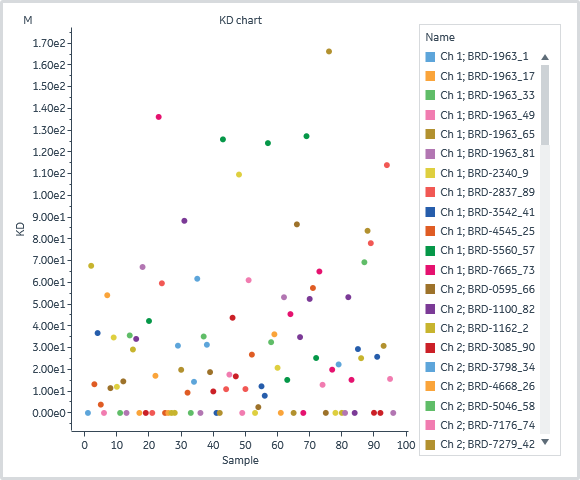 M
KD chart
1.70e2
1.60e2
1.50e2
1.40e2
1.30e2
1.20e2
1.10e2
1.00e2
9.00e1
8.00e1
7.00e1
6.00e1
5.00e1
4.00e1
3.00e1
2.00e1
1.00e1
0.00e0
KD
0 10 20 30 40 50 60 70 80 90 100
Sample
Name
Ch 1; BRD-1963_1
Ch 1; BRD-1963_17
Ch 1; BRD-1963_33
Ch 1; BRD-1963_49
Ch 1; BRD-1963_65
Ch 1; BRD-1963_81
Ch 1; BRD-2340_9
Ch 1; BRD-2837_89
Ch 1; BRD-3542_41
Ch 1; BRD-4545_25
Ch 1; BRD-5560_57
Ch 1; BRD-7665_73
Ch 2; BRD-0595_66
Ch 2; BRD-1100_82
Ch 2; BRD-1162_2
Ch 2; BRD-3085_90
Ch 2; BRD-3798_34
Ch 2; BRD-4668_26
Ch 2; BRD-5046_58
Ch 2; BRD-7176_74
Ch 2; BRD-7279_42